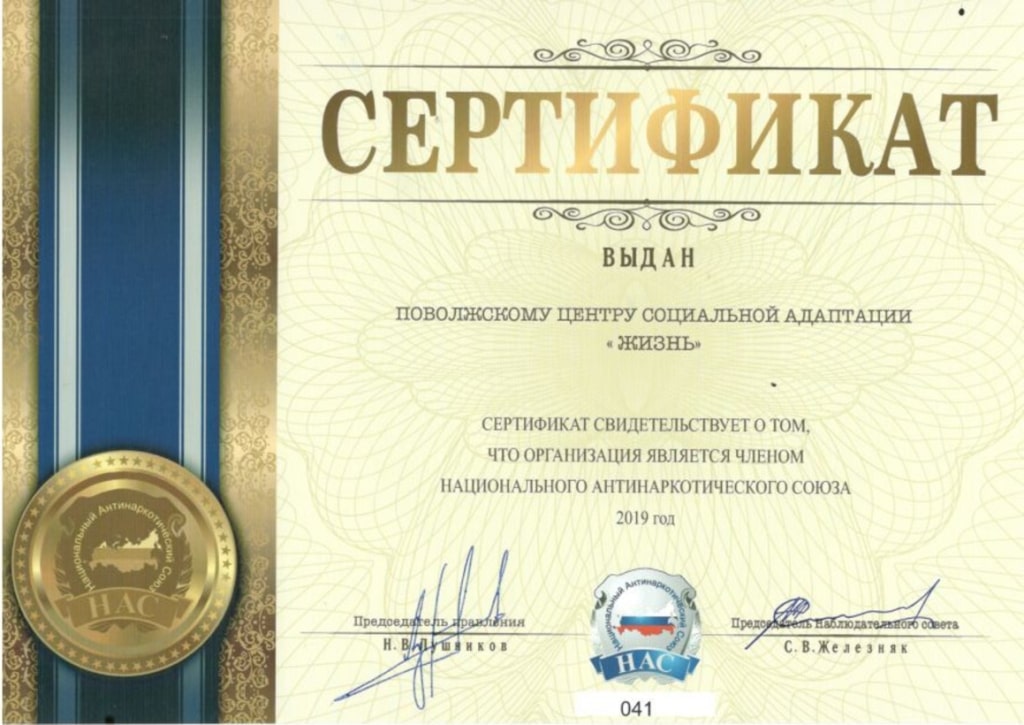 СЕРТИФИКАТ
ВЫДАН
ПОВОЛЖСКОМУ ЦЕНТРУ СОЦИАЛЬНОЙ АДАПТАЦИИ
« ЖИЗНЬ»
СЕРТИФИКАТ СВИДЕТЕЛЬСТВУЕТ О ТОМ,
ЧТО ОРГАНИЗАЦИЯ ЯВЛЯЕТСЯ ЧЛЕНОМ
НАЦИОНАЛЬНОГО АНТИНАРКОТИЧЕСКОГО СОЮЗА
2019 год
Национальный Антинаркотический Союз
НАС
Председатель правления
Н.В.Лушников
Национальный Антинаркотический Союз
НАС
Председатель Наблюдательного совета
С.В.Железняк
041